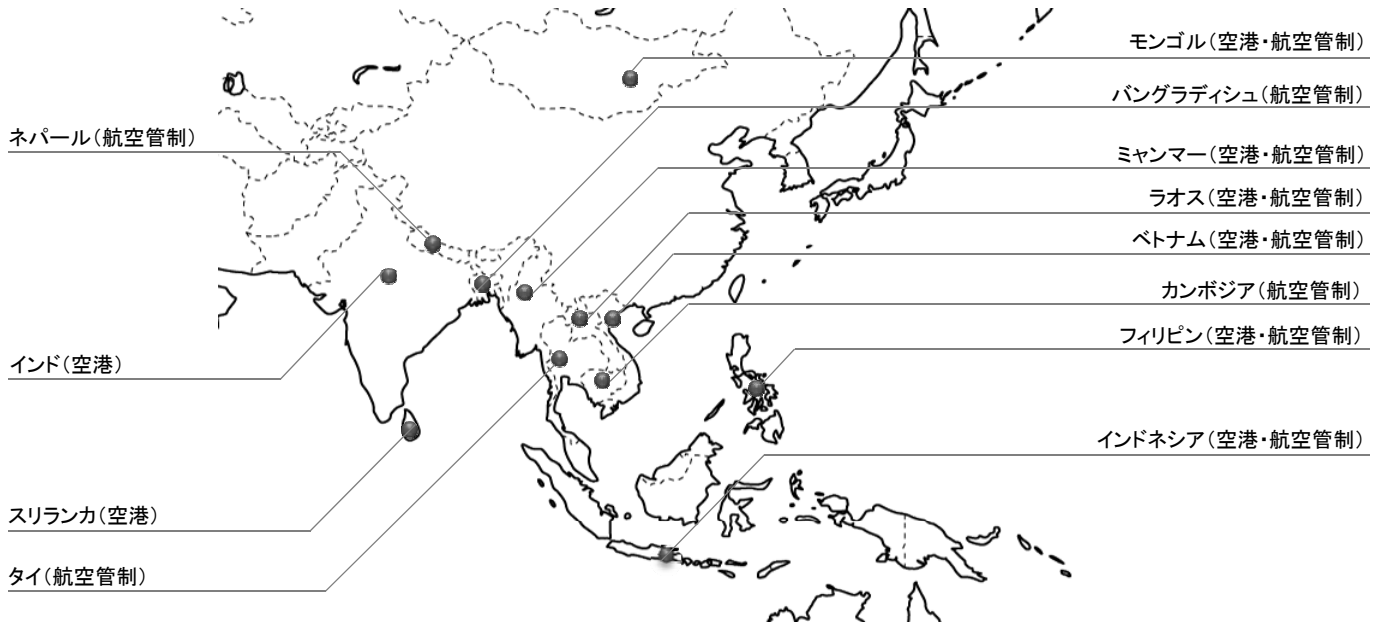 モンゴル（空港・航空管制）
バングラディシュ（航空管制）
ネパール（航空管制）
ミャンマー（空港・航空管制）
ラオス（空港・航空管制）
ベトナム（空港・航空管制）
カンボジア（航空管制）
フィリピン（空港・航空管制）
インド（空港）
インドネシア（空港・航空管制）
スリランカ（空港）
タイ（航空管制）